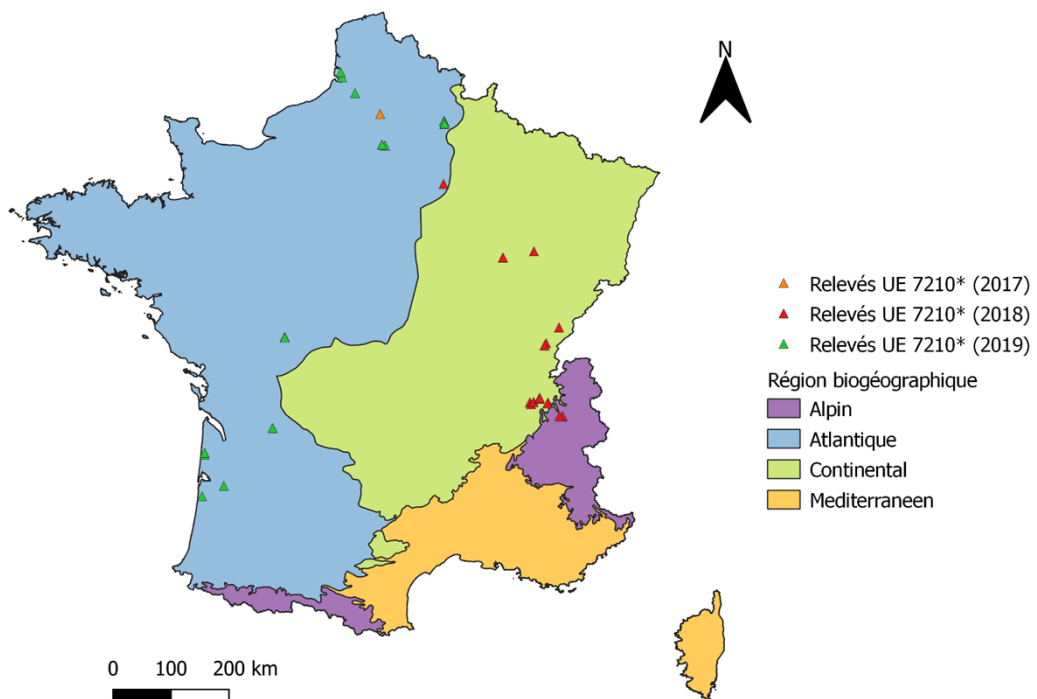 N
Relevés UE 7210* (2017)
Relevés UE 7210* (2018)
Relevés UE 7210* (2019)
Région biogéographique
Alpin
Atlantique
Continental
Mediterraneen
0 100 200 km